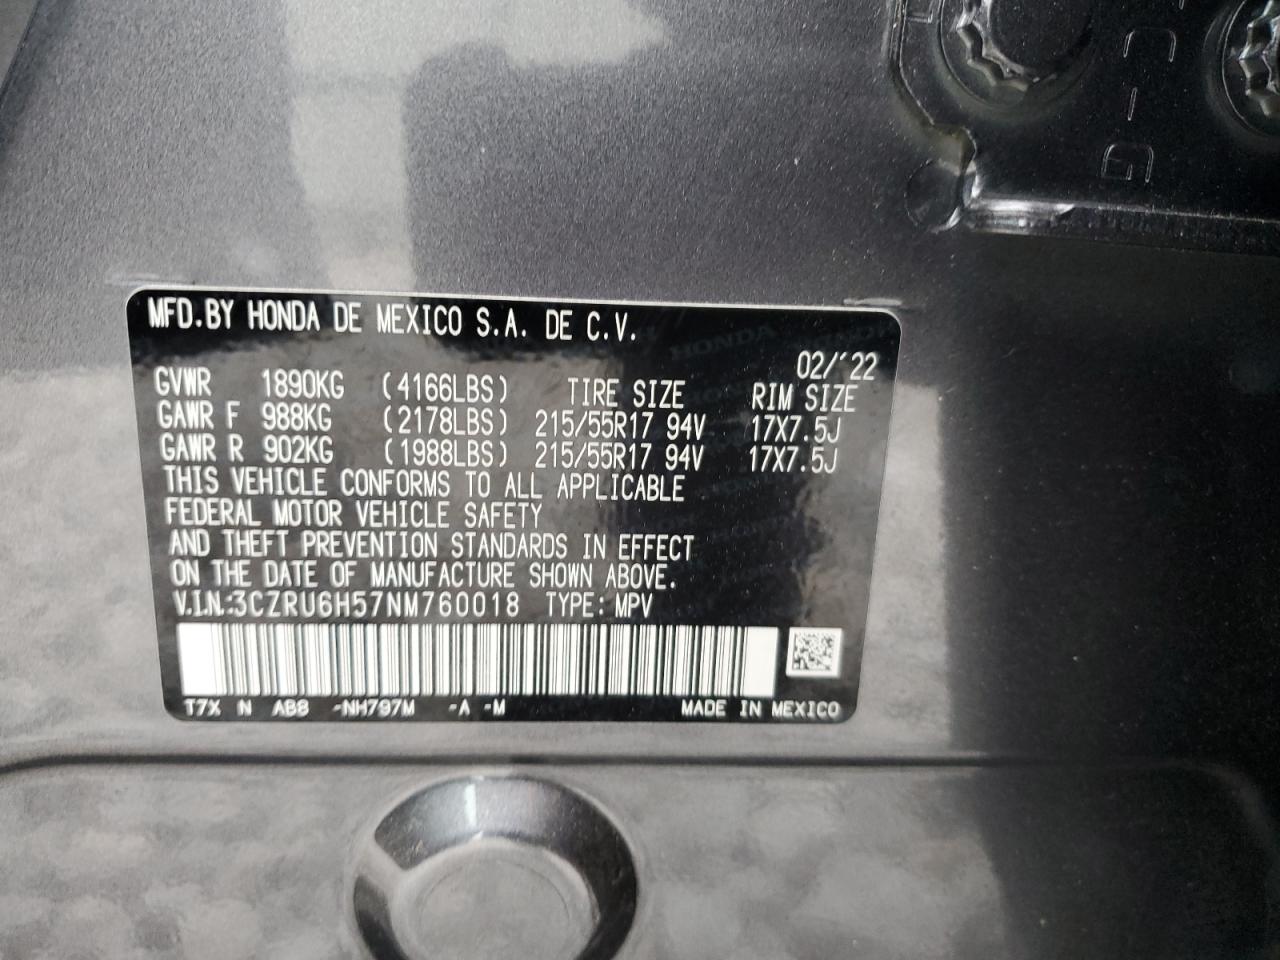 MFD.BY HONDA DE MEXICO S.A. DE C.V.
02/'22
GVWR 1890KG (4166LBS) TIRE SIZE RIM SIZE
GAWR F 988KG (2178LBS) 215/55R17 94V 17X7.5J
GAWR R 902KG (1988LBS) 215/55R17 94V 17X7.5J
THIS VEHICLE CONFORMS TO ALL APPLICABLE
FEDERAL MOTOR VEHICLE SAFETY
AND THEFT PREVENTION STANDARDS IN EFFECT
ON THE DATE OF MANUFACTURE SHOWN ABOVE.
V.I.N.:3CZRU6H57NM760018 TYPE: MPV
T7X N AB8 -NH797M -A -M MADE IN MEXICO
HONDA